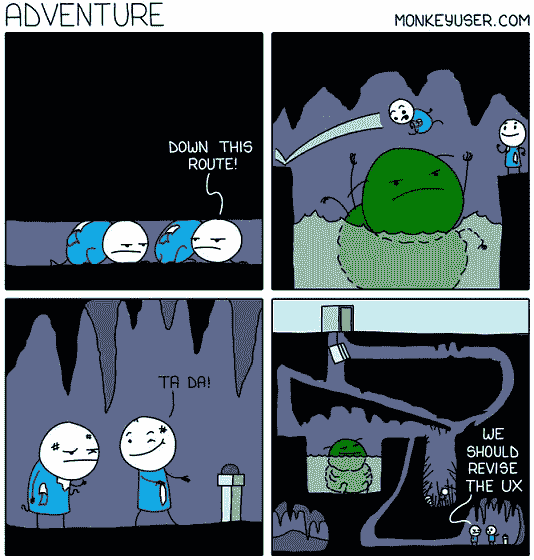 ADVENTURE
MONKEYUSER.COM
DOWN THIS
ROUTE!
TA DA!
WE
SHOULD
REVISE
THE UX